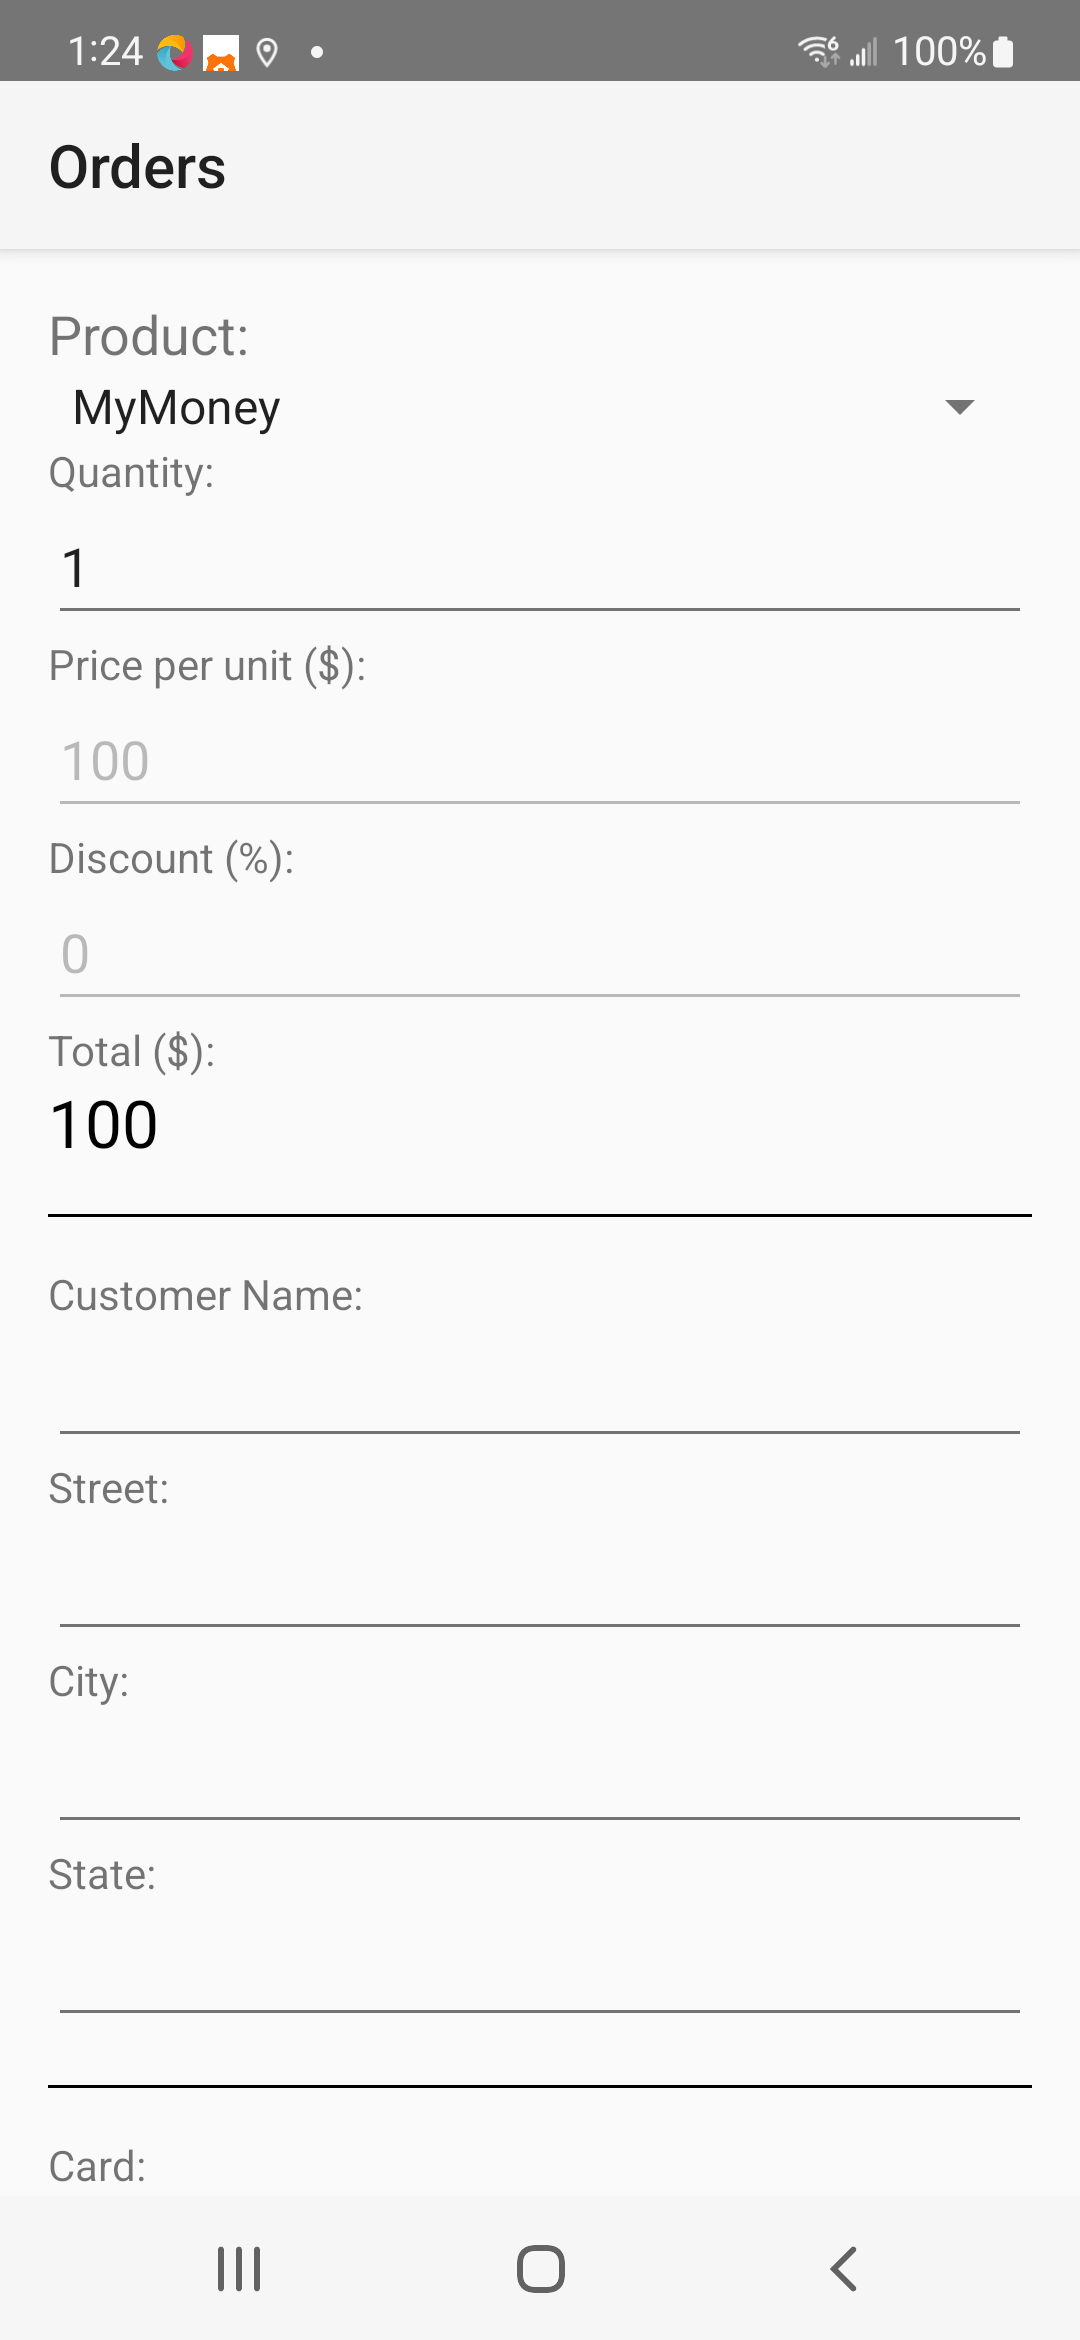 1:24
100%
Orders
Product:
MyMoney
Quantity:
1
Price per unit ($):
100
Discount (%):
0
Total ($):
100
Customer Name:
Street:
City:
State:
Card: